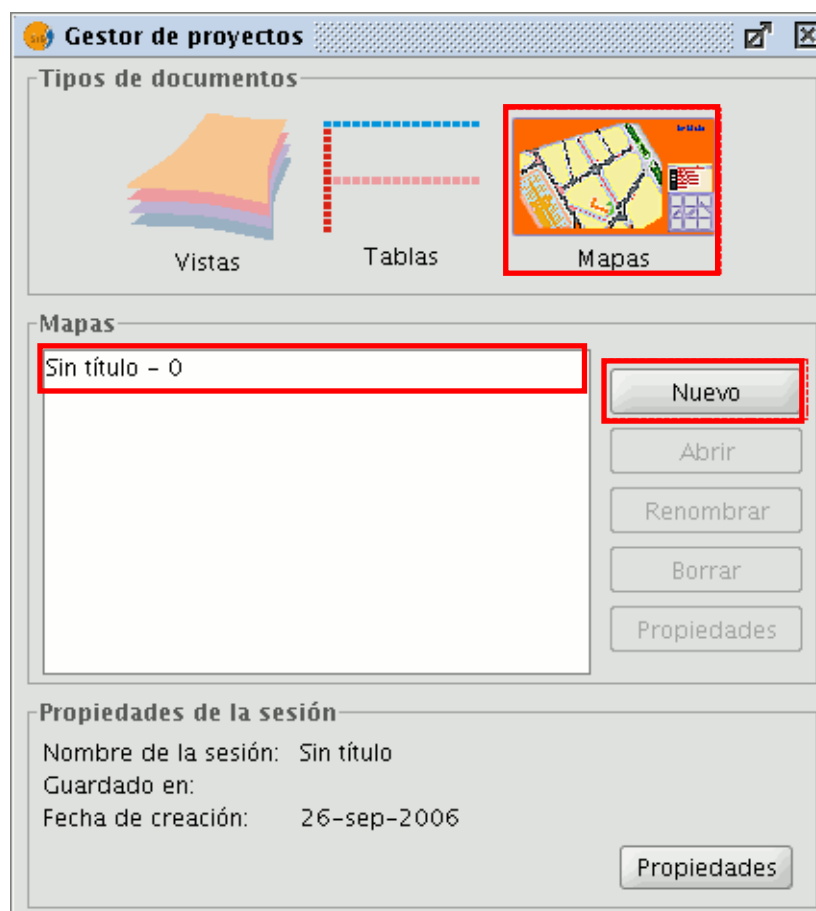 Gestor de proyectos
Tipos de documentos
Vistas
Tablas
Mapas
Mapas
Sin título - 0
Nuevo
Abrir
Renombrar
Borrar
Propiedades
Propiedades de la sesión
Nombre de la sesión: Sin título
Guardado en:
Fecha de creación: 26-sep-2006
Propiedades